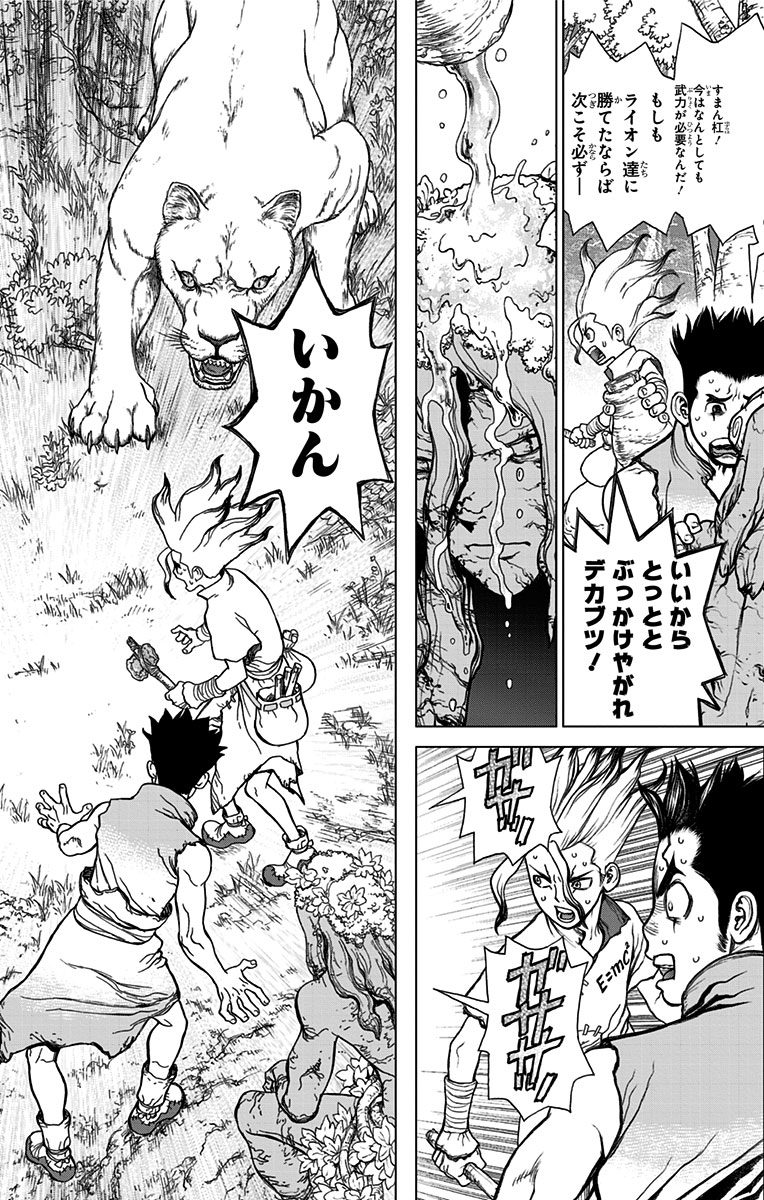 すまん杠！
今はなんとしても
武力が必要なんだ！
もしも
ライオン達に
勝てたならば
次こそ必ず―
いいから
とっとと
ぶっかけやがれ
デカブツ！
ザザ
ザザザ
E=mc²
いかん